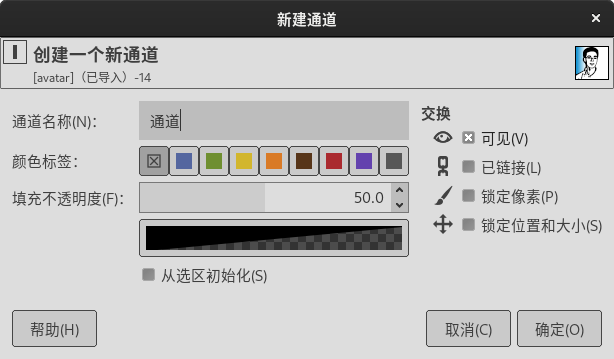 新建通道
创建一个新通道
[avatar]（已导入）-14
通道名称(N)：
通道
颜色标签：
填充不透明度(F)：
50.0
从选区初始化(S)
交换
可见(V)
已链接(L)
锁定像素(P)
锁定位置和大小(S)
帮助(H)
取消(C)
确定(O)